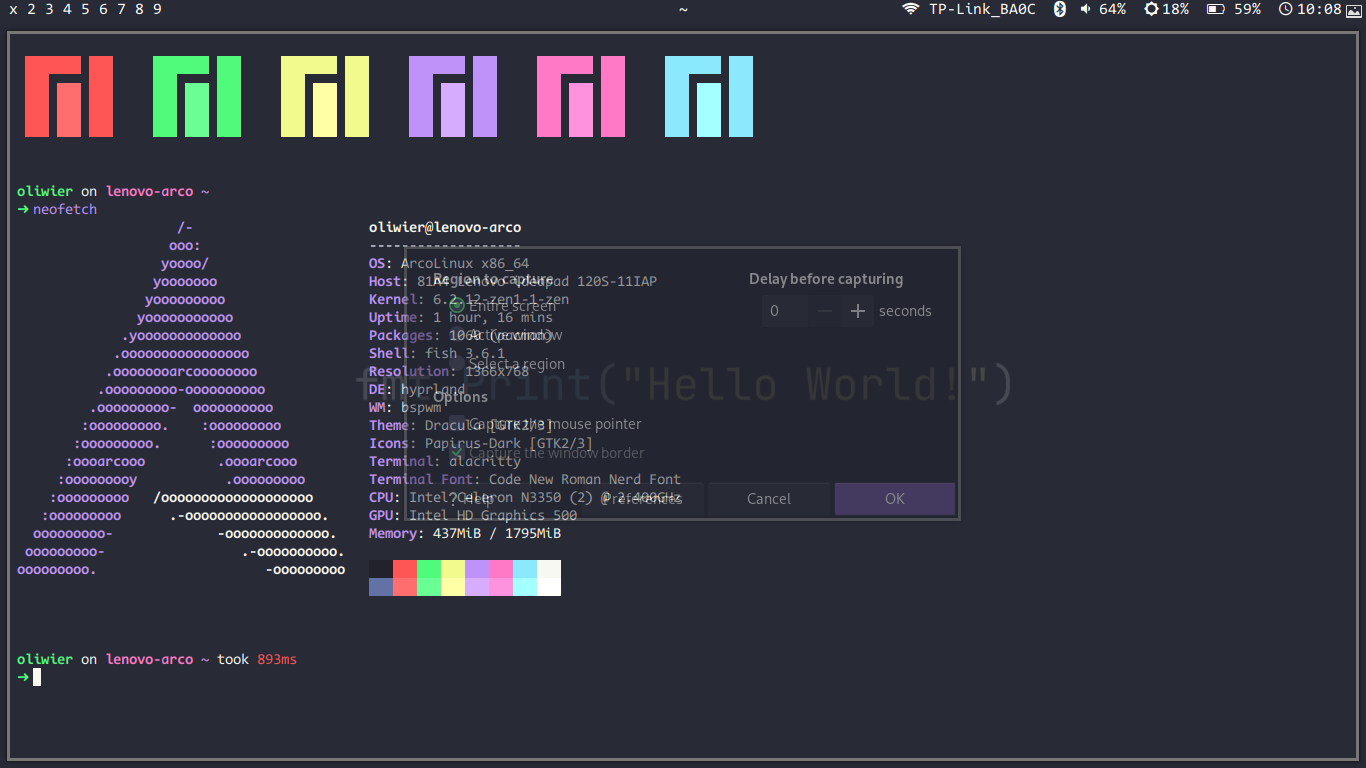 x 2 3 4 5 6 7 8 9
~
TP-Link_BA0C 64% 18% 59% 10:08
oliwier on lenovo-arco ~
➜ neofetch
/-
ooo:
yoooo/
yooooooo
yooooooooo
yooooooooooo
.yooooooooooooo
.oooooooooooooooo
.oooooooarcoooooooo
.ooooooooo-oooooooooo
.ooooooooo-  oooooooooo
:ooooooooo.    :ooooooooo
:ooooooooo.       :ooooooooo
:oooarcooo         .oooarcooo
:ooooooooy           .ooooooooo
:ooooooooo   /ooooooooooooooooooo
:ooooooooo      .-ooooooooooooooooo.
ooooooooo-             -ooooooooooooo.
ooooooooo-                 .-oooooooooo.
ooooooooo.                     -ooooooooo
oliwier@lenovo-arco
-------------------
OS: ArcoLinux x86_64
Host: 81A4 Lenovo ideapad 120S-11IAP
Kernel: 6.2.12-zen1-1-zen
Uptime: 1 hour, 16 mins
Packages: 1060 (pacman)
Shell: fish 3.6.1
Resolution: 1366x768
DE: hyprland
WM: bspwm
Theme: Dracula [GTK2/3]
Icons: Papirus-Dark [GTK2/3]
Terminal: alacritty
Terminal Font: Code New Roman Nerd Font
CPU: Intel Celeron N3350 (2) @ 2.400GHz
GPU: Intel HD Graphics 500
Memory: 437MiB / 1795MiB
Region to capture
Entire screen
Active window
Select a region
Delay before capturing
0 − + seconds
fmt.Print("Hello World!")
Options
Capture the mouse pointer
Capture the window border
? Help
Preferences
Cancel
OK
oliwier on lenovo-arco ~ took 893ms
➜